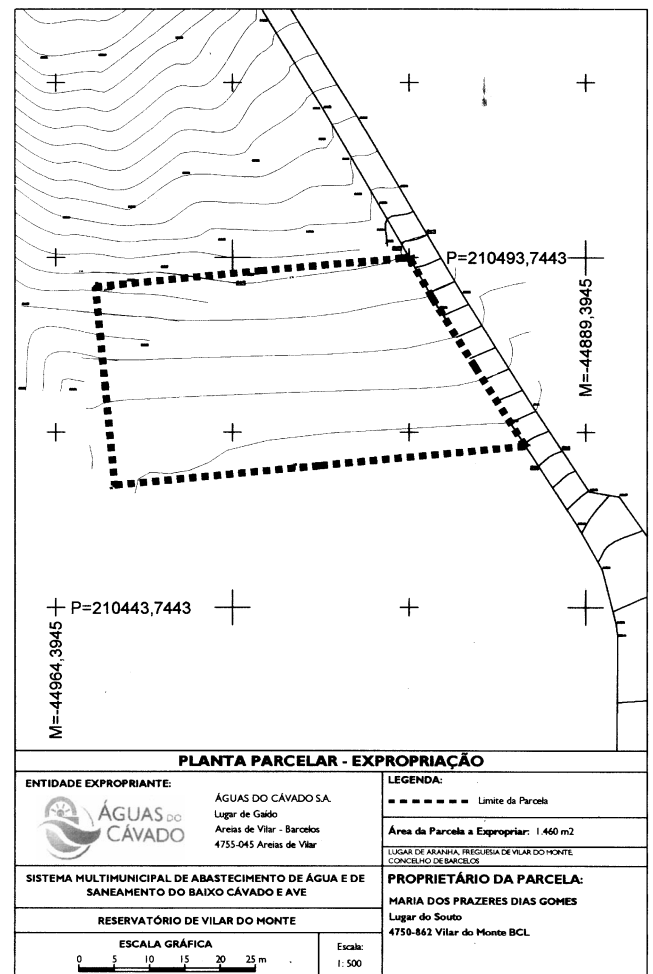 P=210493,7443
M=-44889,3945
P=210443,7443
M=-44964,3945
PLANTA PARCELAR - EXPROPRIAÇÃO
ENTIDADE EXPROPRIANTE:
ÁGUAS DO CÁVADO
ÁGUAS DO CÁVADO S.A.
Lugar de Gaído
Areias de Vilar - Barcelos
4755-045 Areias de Vilar
LEGENDA:
Limite da Parcela
Área da Parcela a Expropriar: 1.460 m2
LUGAR DE ARANHA, FREGUESIA DE VILAR DO MONTE,
CONCELHO DE BARCELOS
SISTEMA MULTIMUNICIPAL DE ABASTECIMENTO DE ÁGUA E DE
SANEAMENTO DO BAIXO CÁVADO E AVE
RESERVATÓRIO DE VILAR DO MONTE
PROPRIETÁRIO DA PARCELA:
MARIA DOS PRAZERES DIAS GOMES
Lugar do Souto
4750-862 Vilar do Monte BCL
ESCALA GRÁFICA
0 5 10 15 20 25 m
Escala:
1: 500